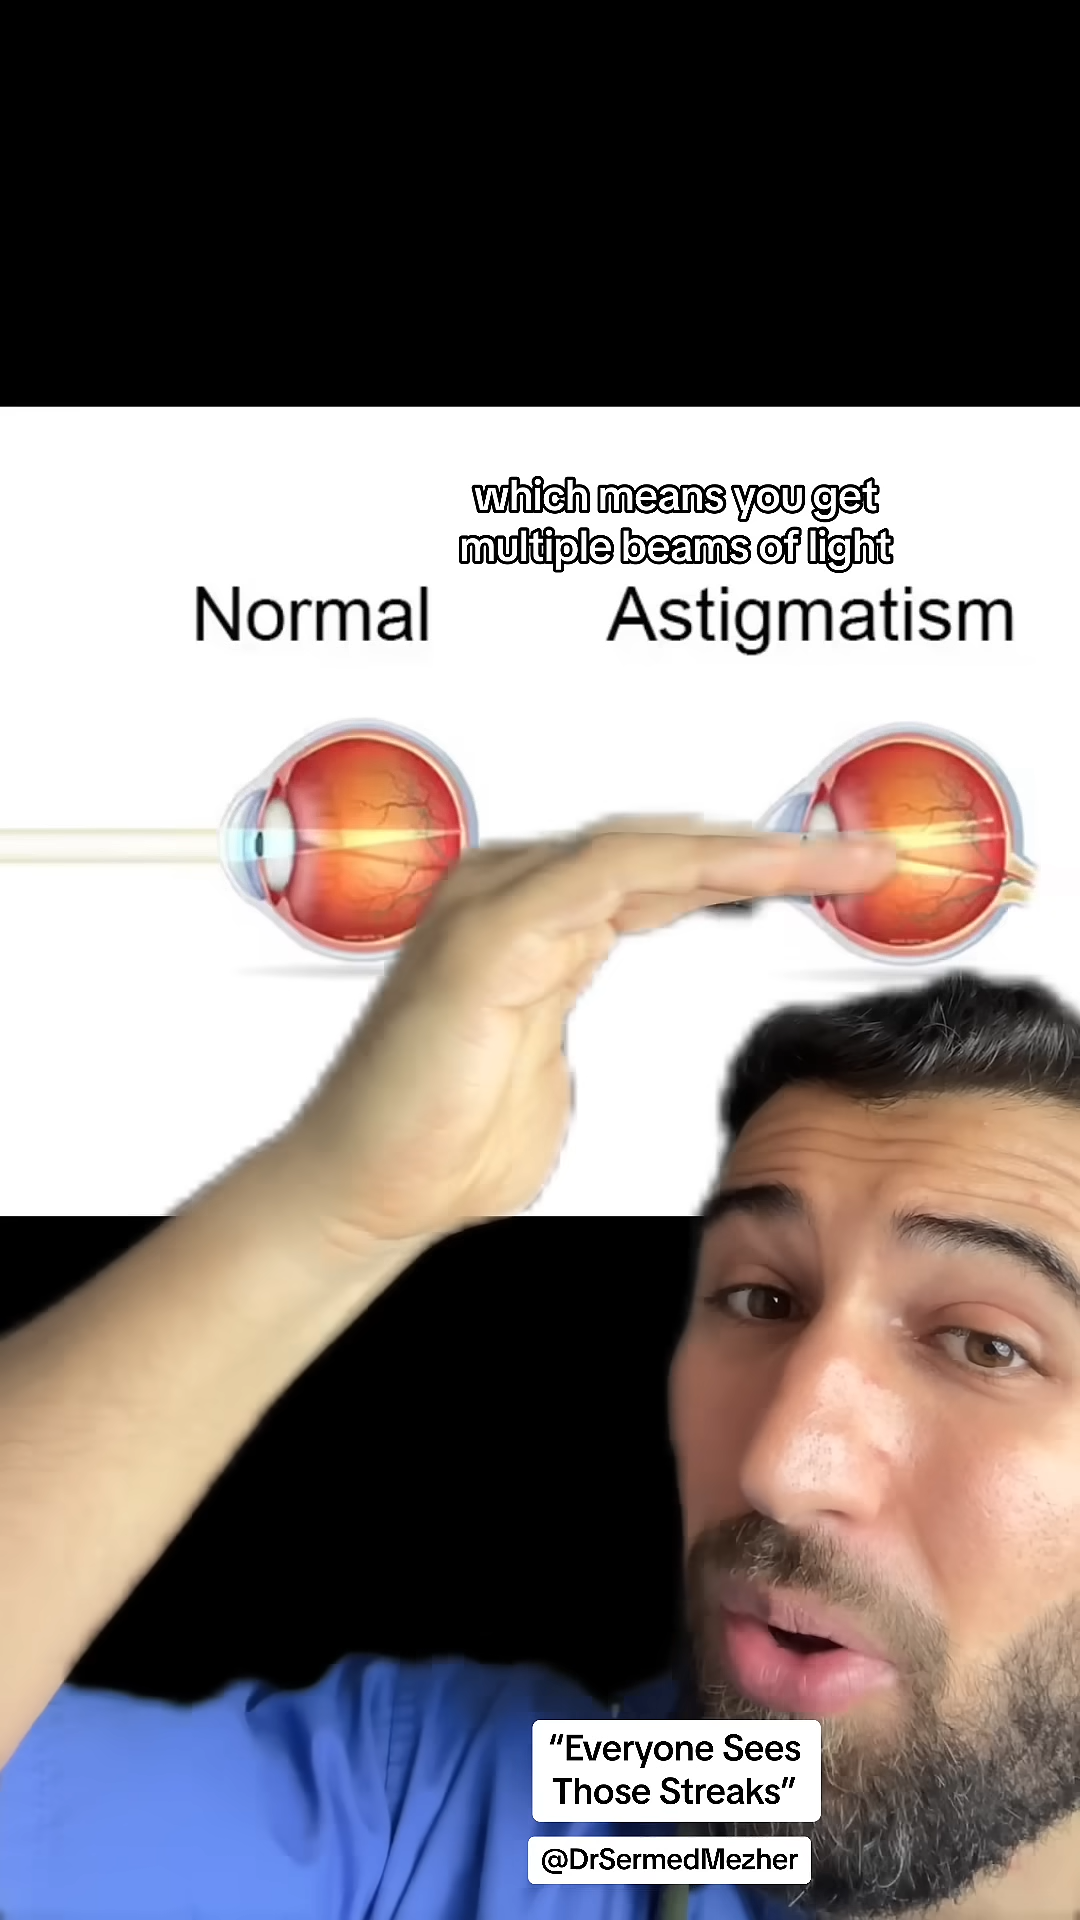 which means you get
multiple beams of light
Normal
Astigmatism
“Everyone Sees
Those Streaks”
@DrSermedMezher